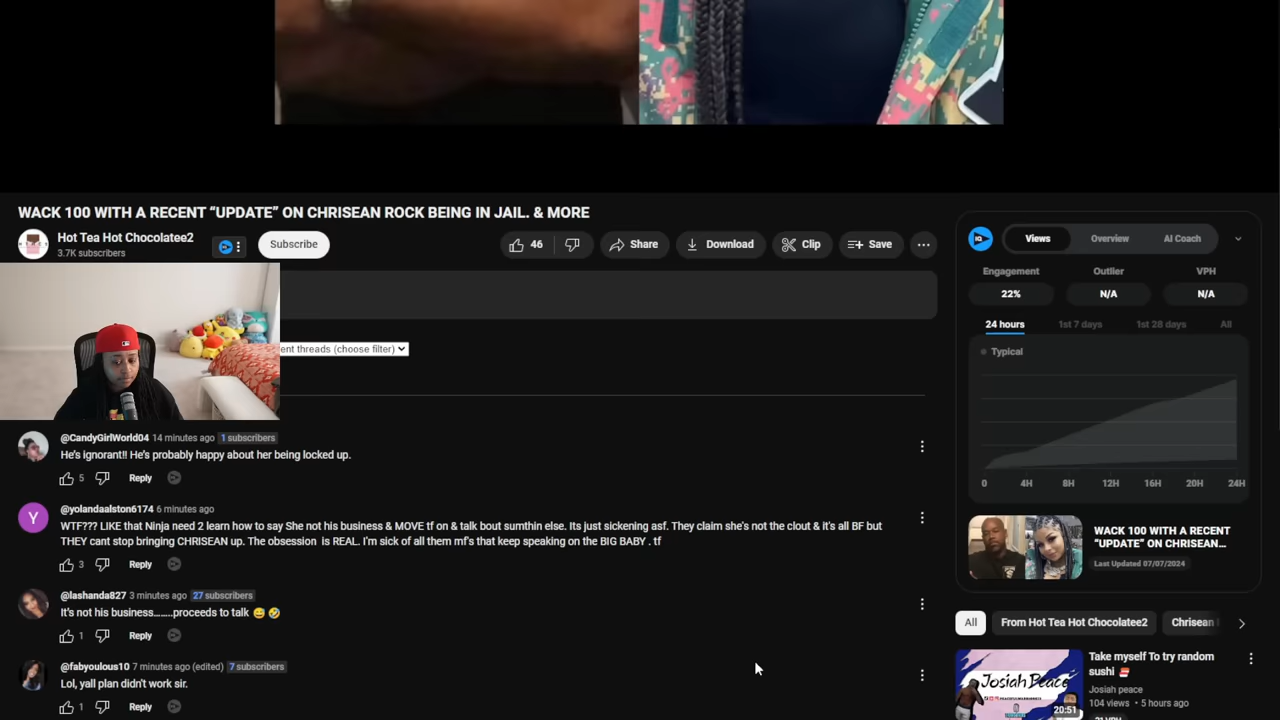 WACK 100 WITH A RECENT “UPDATE” ON CHRISEAN ROCK BEING IN JAIL. & MORE
Hot Tea Hot Chocolatee2
3.7K subscribers
Subscribe
46
Share
Download
Clip
Save
ent threads (choose filter)
@CandyGirlWorld04 14 minutes ago 1 subscribers
He's ignorant!! He's probably happy about her being locked up.
5 Reply
Y
@yolandaalston6174 6 minutes ago
WTF??? LIKE that Ninja need 2 learn how to say She not his business & MOVE tf on & talk bout sumthin else. Its just sickening asf. They claim she's not the clout & it's all BF but
THEY cant stop bringing CHRISEAN up. The obsession is REAL. I'm sick of all them mf's that keep speaking on the BIG BABY . tf
3 Reply
@lashanda827 3 minutes ago 27 subscribers
It's not his business........proceeds to talk 😅🤣
1 Reply
@fabyoulous10 7 minutes ago (edited) 7 subscribers
Lol, yall plan didn't work sir.
1 Reply
IQ
Views Overview AI Coach
Engagement Outlier VPH
22% N/A N/A
24 hours 1st 7 days 1st 28 days All
Typical
0 4H 8H 12H 16H 20H 24H
WACK 100 WITH A RECENT
“UPDATE” ON CHRISEAN...
Last Updated 07/07/2024
All From Hot Tea Hot Chocolatee2 Chrisean
Take myself To try random
sushi 🍣
Josiah peace
104 views • 5 hours ago
Josiah Peace
20:51